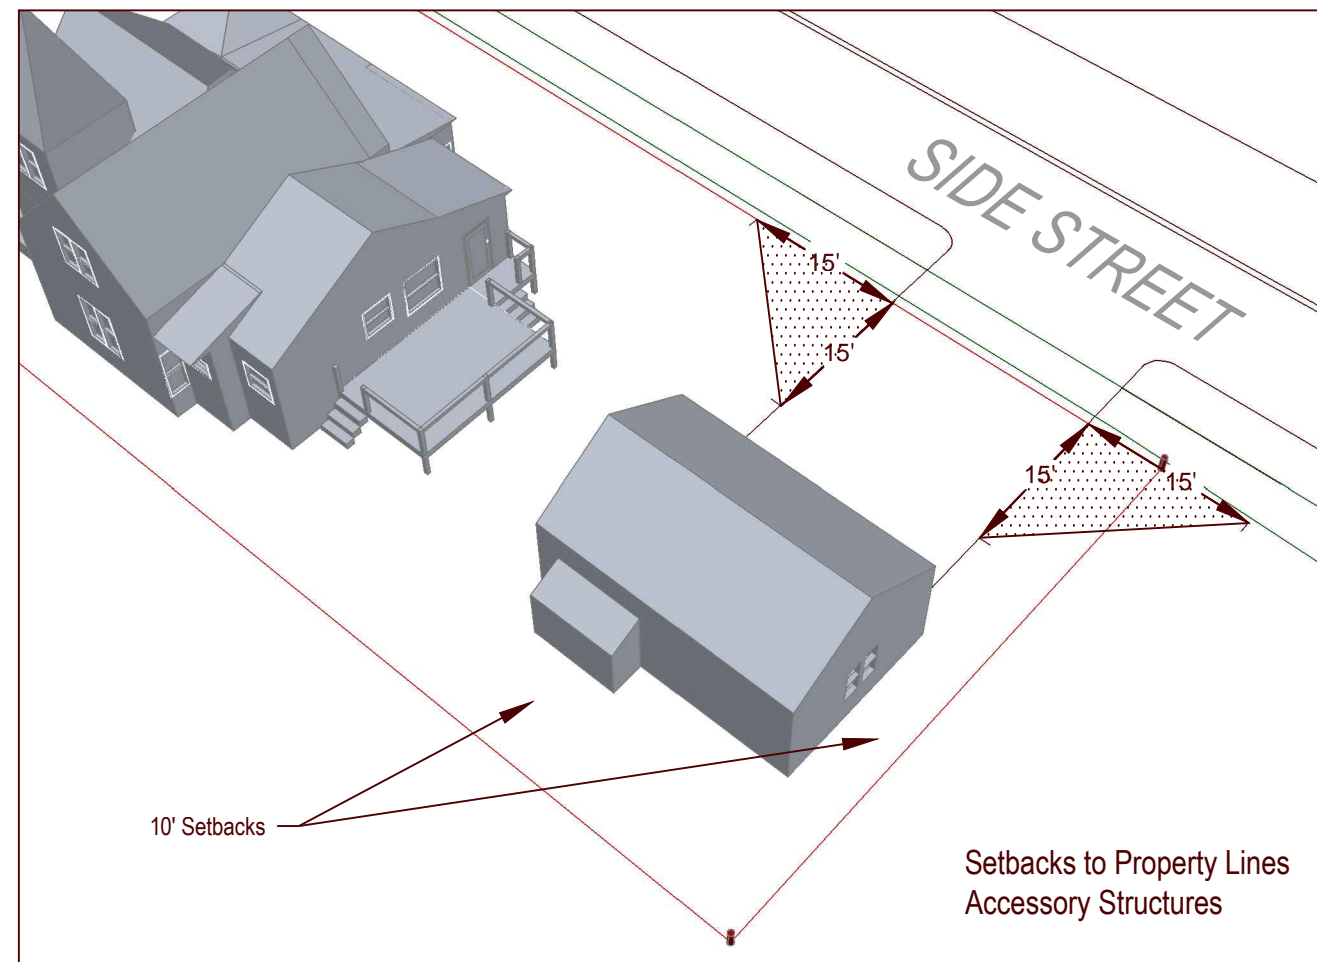 SIDE STREET
15'
15'
15'
15'
10' Setbacks
Setbacks to Property Lines
Accessory Structures